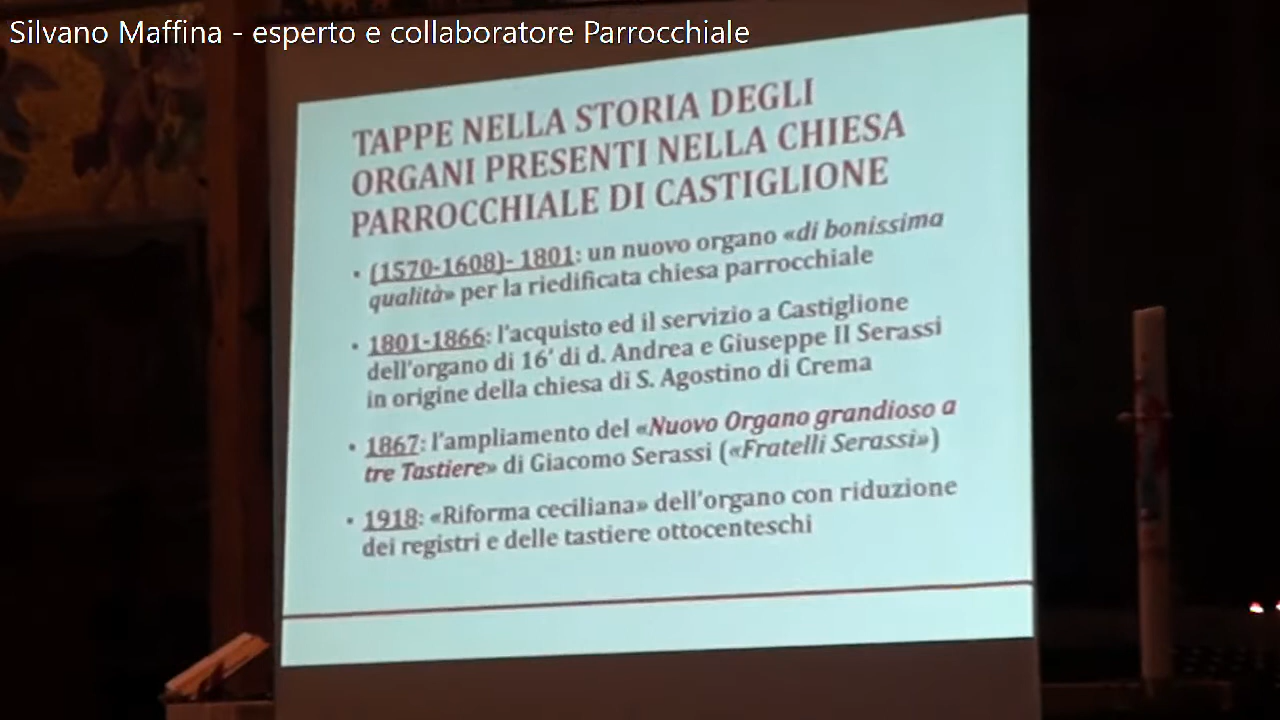 Silvano Maffina - esperto e collaboratore Parrocchiale
TAPPE NELLA STORIA DEGLI
ORGANI PRESENTI NELLA CHIESA
PARROCCHIALE DI CASTIGLIONE
• (1570-1608)- 1801: un nuovo organo «di bonissima
qualità» per la riedificata chiesa parrocchiale
• 1801-1866: l'acquisto ed il servizio a Castiglione
dell'organo di 16' di d. Andrea e Giuseppe II Serassi
in origine della chiesa di S. Agostino di Crema
• 1867: l'ampliamento del «Nuovo Organo grandioso a
tre Tastiere» di Giacomo Serassi («Fratelli Serassi»)
• 1918: «Riforma ceciliana» dell'organo con riduzione
dei registri e delle tastiere ottocenteschi